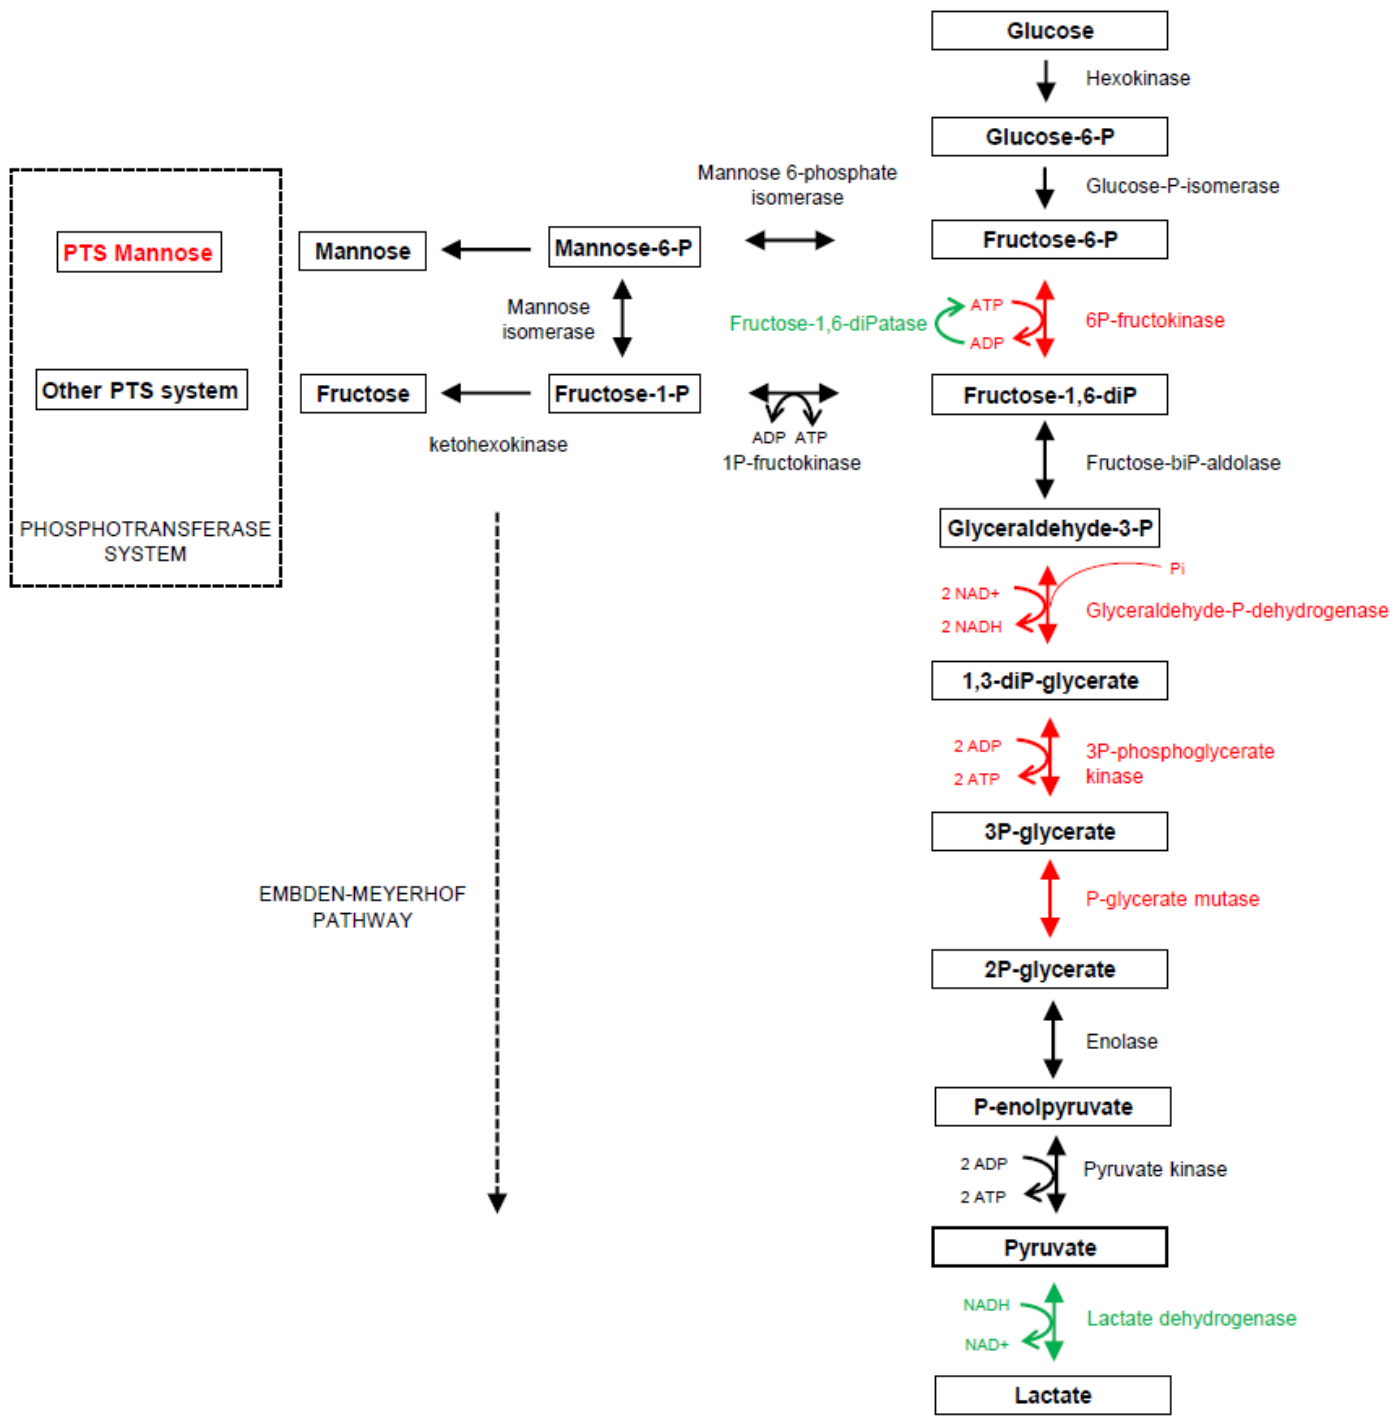 Glucose
Hexokinase
Glucose-6-P
Mannose 6-phosphate
isomerase
Glucose-P-isomerase
PTS Mannose
Mannose
Mannose-6-P
Fructose-6-P
Mannose
isomerase
Fructose-1,6-diPatase
ATP
ADP
6P-fructokinase
Other PTS system
Fructose
Fructose-1-P
Fructose-1,6-diP
ketohexokinase
ADP ATP
1P-fructokinase
Fructose-biP-aldolase
PHOSPHOTRANSFERASE
SYSTEM
Glyceraldehyde-3-P
Pi
2 NAD+
2 NADH
Glyceraldehyde-P-dehydrogenase
1,3-diP-glycerate
2 ADP
2 ATP
3P-phosphoglycerate
kinase
3P-glycerate
EMBDEN-MEYERHOF
PATHWAY
P-glycerate mutase
2P-glycerate
Enolase
P-enolpyruvate
2 ADP
2 ATP
Pyruvate kinase
Pyruvate
NADH
NAD+
Lactate dehydrogenase
Lactate